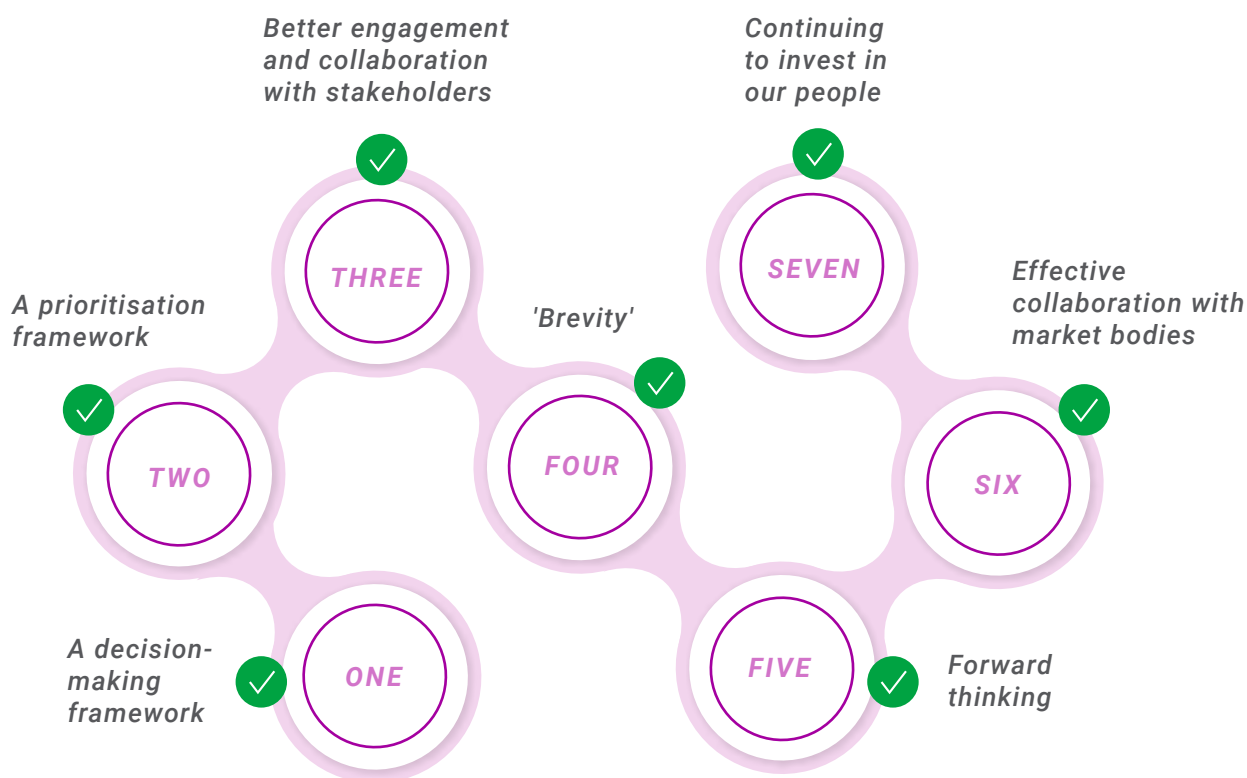 Better engagement
and collaboration
with stakeholders
Continuing
to invest in
our people
THREE
SEVEN
A prioritisation
framework
'Brevity'
Effective
collaboration with
market bodies
TWO
FOUR
SIX
A decision-
making
framework
ONE
FIVE
Forward
thinking